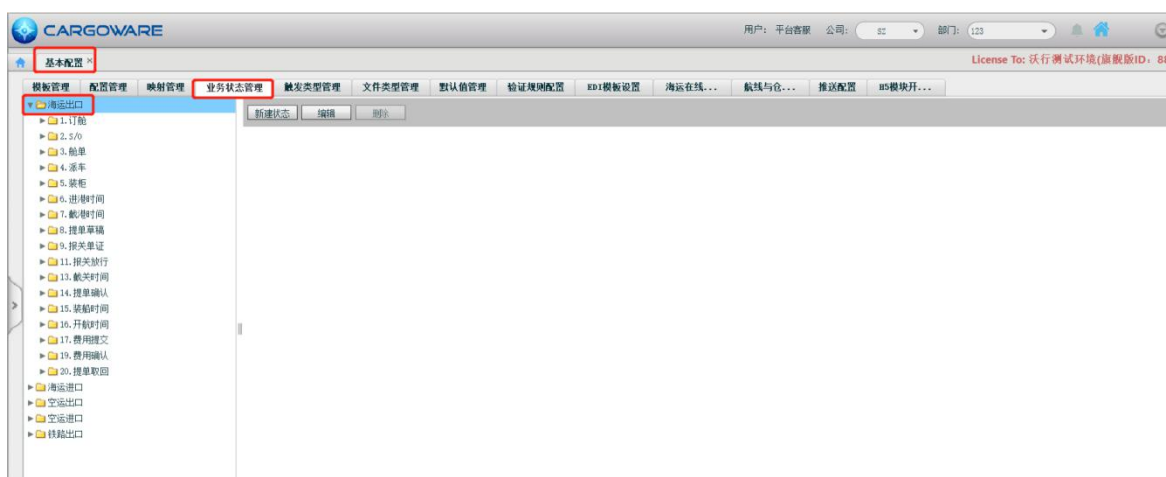 CARGOWARE
用户: 平台客服 公司: SZ 部门: 123
基本配置 ×
License To: 沃行测试环境(旗舰版ID: 88
模板管理 配置管理 映射管理 业务状态管理 触发类型管理 文件类型管理 默认值管理 验证规则配置 EDI模板设置 海运在线... 航线与仓... 推送配置 H5模块开...
海运出口
新建状态 编辑 删除
1.订舱
2.S/O
3.舱单
4.派车
5.装柜
6.进港时间
7.截港时间
8.提单草稿
9.报关单证
11.报关放行
13.截关时间
14.提单确认
15.装船时间
16.开航时间
17.费用提交
19.费用确认
20.提单取回
海运进口
空运出口
空运进口
铁路出口